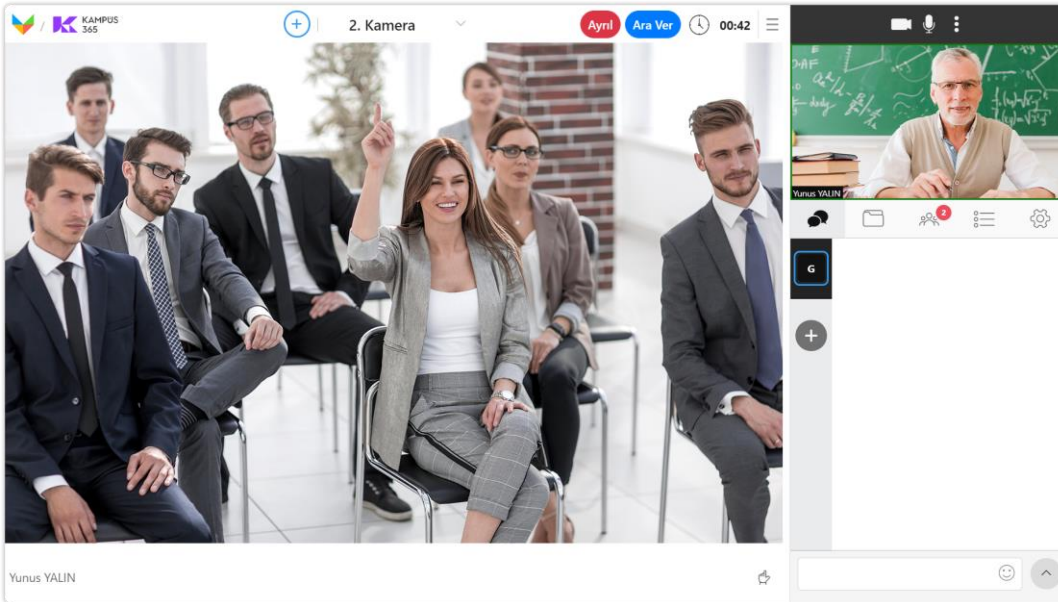 / KAMPUS
365
2. Kamera
Ayrıl
Ara Ver
00:42
Yunus YALIN
2
G
Yunus YALIN